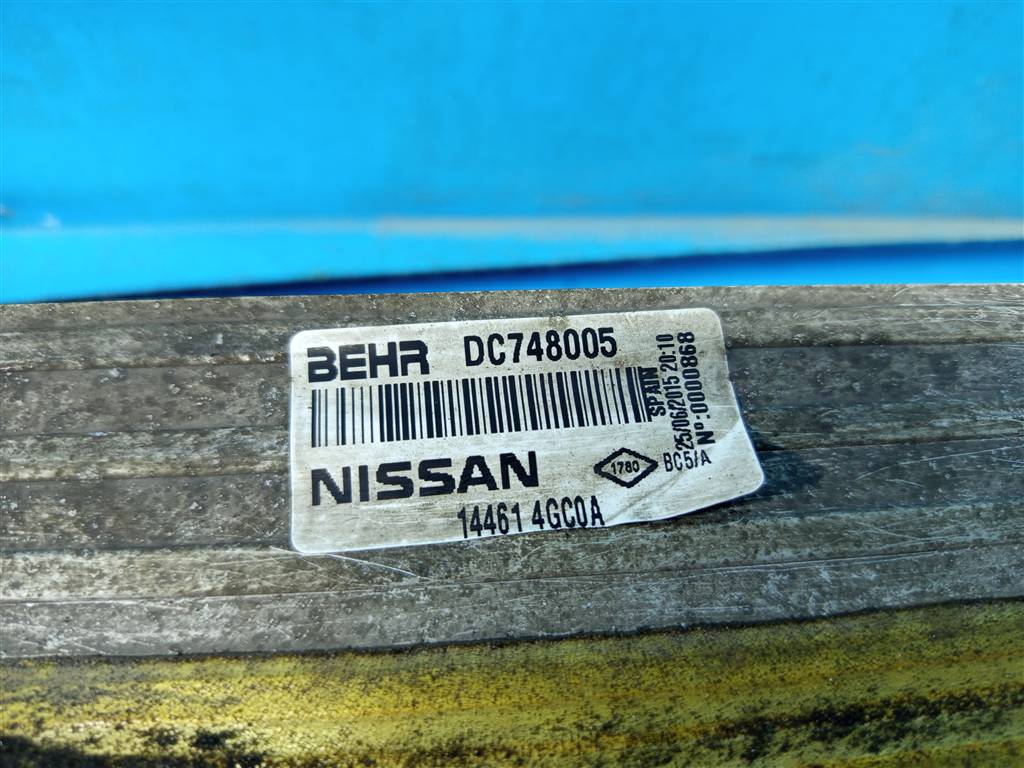 BEHR DC748005
NISSAN
1780
BC5/A
14461 4GC0A
SPAIN
25/06/2015 20:10
Nº:0000868